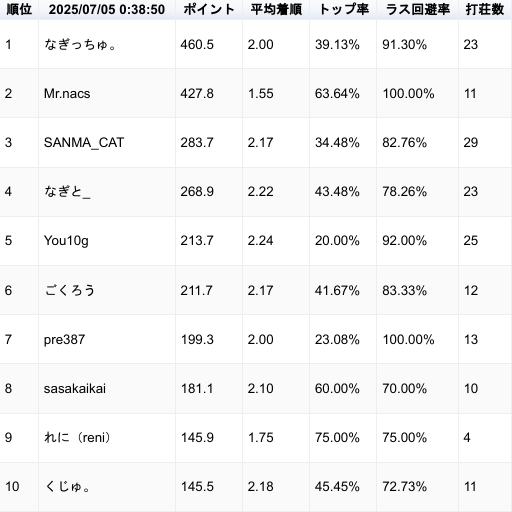 順位 2025/07/05 0:38:50 ポイント 平均着順 トップ率 ラス回避率 打荘数
1 なぎっちゅ。 460.5 2.00 39.13% 91.30% 23
2 Mr.nacs 427.8 1.55 63.64% 100.00% 11
3 SANMA_CAT 283.7 2.17 34.48% 82.76% 29
4 なぎと_ 268.9 2.22 43.48% 78.26% 23
5 You10g 213.7 2.24 20.00% 92.00% 25
6 ごくろう 211.7 2.17 41.67% 83.33% 12
7 pre387 199.3 2.00 23.08% 100.00% 13
8 sasakaikai 181.1 2.10 60.00% 70.00% 10
9 れに（reni） 145.9 1.75 75.00% 75.00% 4
10 くじゅ。 145.5 2.18 45.45% 72.73% 11